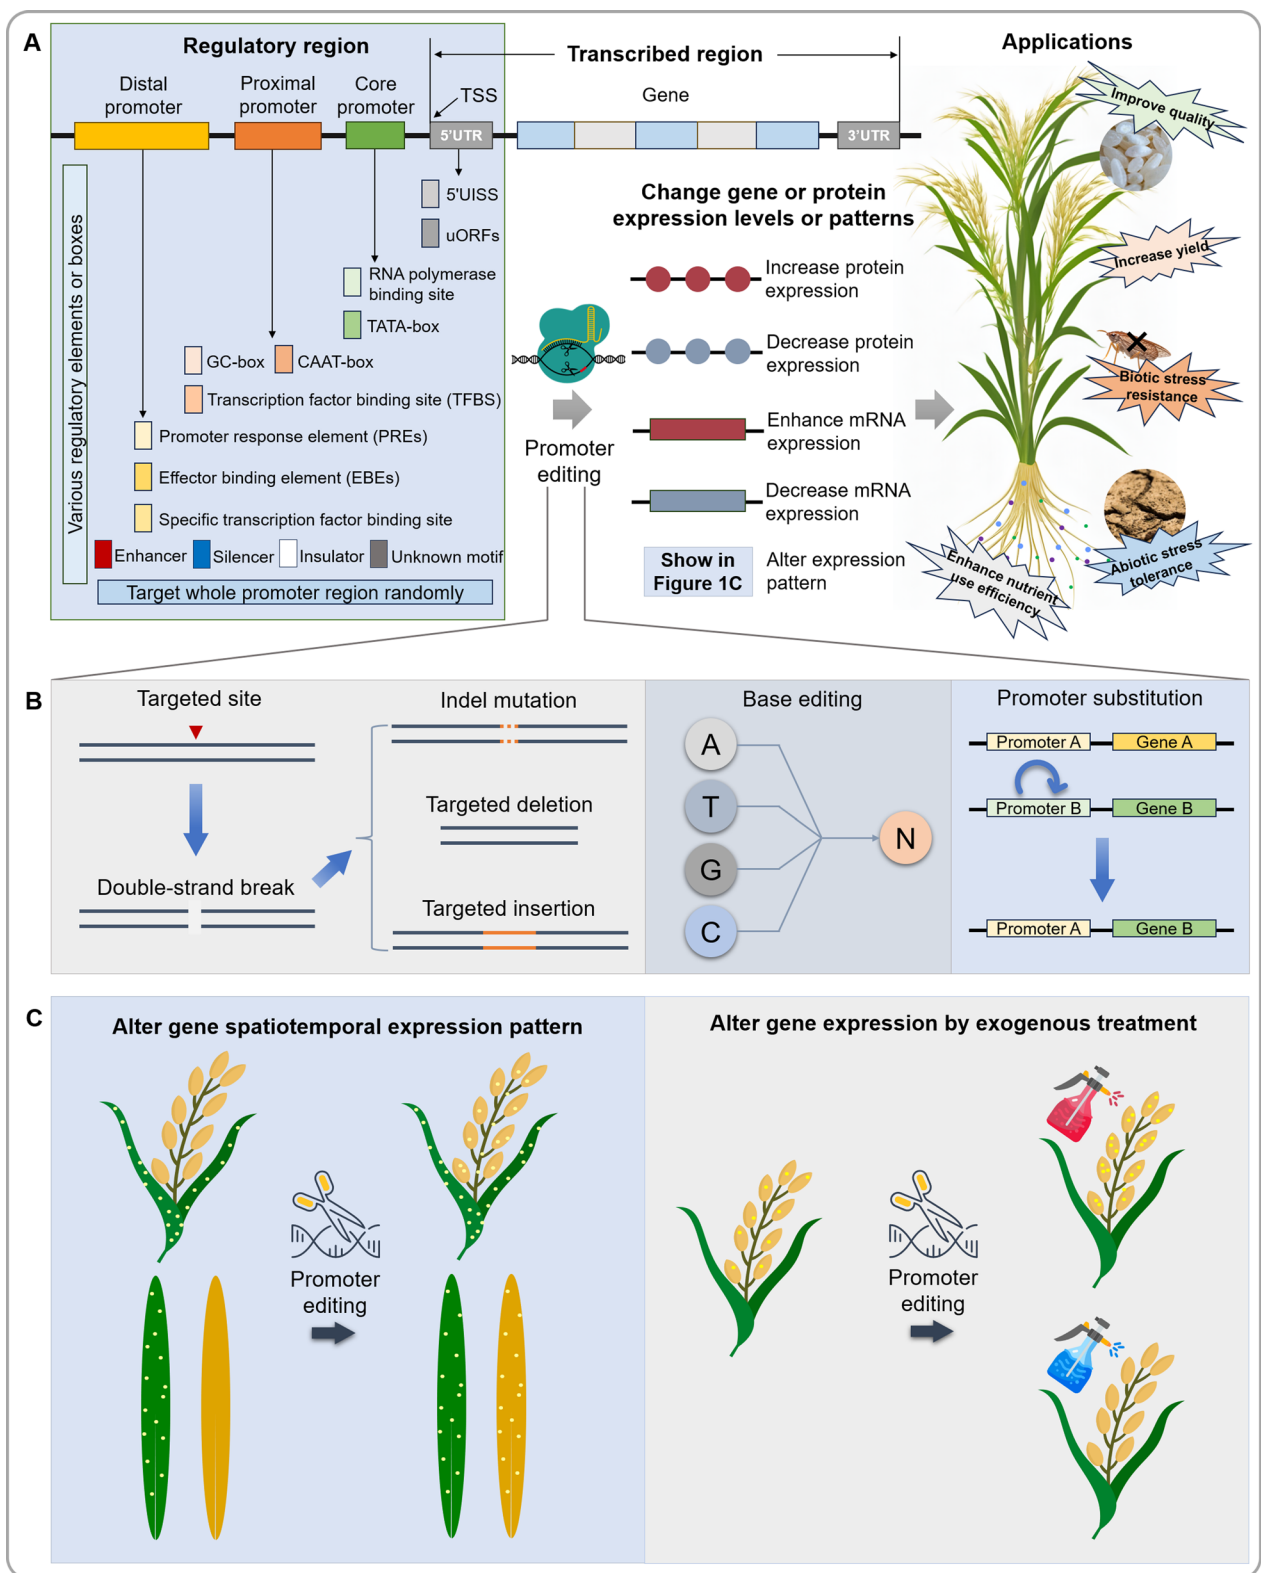 A
Regulatory region
Transcribed region
Applications
Distal
promoter
Proximal
promoter
Core
promoter
TSS
Gene
5'UTR
3'UTR
Various regulatory elements or boxes
5'UISS
uORFs
RNA polymerase
binding site
TATA-box
GC-box
CAAT-box
Transcription factor binding site (TFBS)
Promoter response element (PREs)
Effector binding element (EBEs)
Specific transcription factor binding site
Enhancer
Silencer
Insulator
Unknown motif
Target whole promoter region randomly
Promoter
editing
Change gene or protein
expression levels or patterns
Increase protein
expression
Decrease protein
expression
Enhance mRNA
expression
Decrease mRNA
expression
Show in
Figure 1C
Alter expression
pattern
Improve quality
Increase yield
Biotic stress
resistance
Abiotic stress
tolerance
Enhance nutrient
use efficiency
B
Targeted site
Double-strand break
Indel mutation
Targeted deletion
Targeted insertion
Base editing
A
T
G
C
N
Promoter substitution
Promoter A
Gene A
Promoter B
Gene B
Promoter A
Gene B
C
Alter gene spatiotemporal expression pattern
Promoter
editing
Alter gene expression by exogenous treatment
Promoter
editing